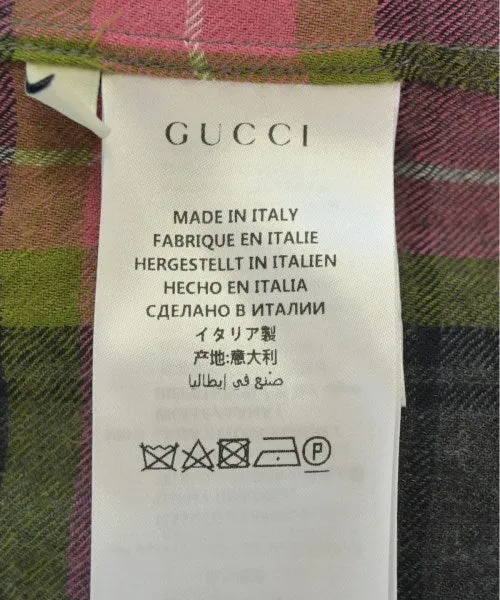 GUCCI
MADE IN ITALY
FABRIQUE EN ITALIE
HERGESTELLT IN ITALIEN
HECHO EN ITALIA
СДЕЛАНО В ИТАЛИИ
イタリア製
产地:意大利
صنع في إيطاليا
P